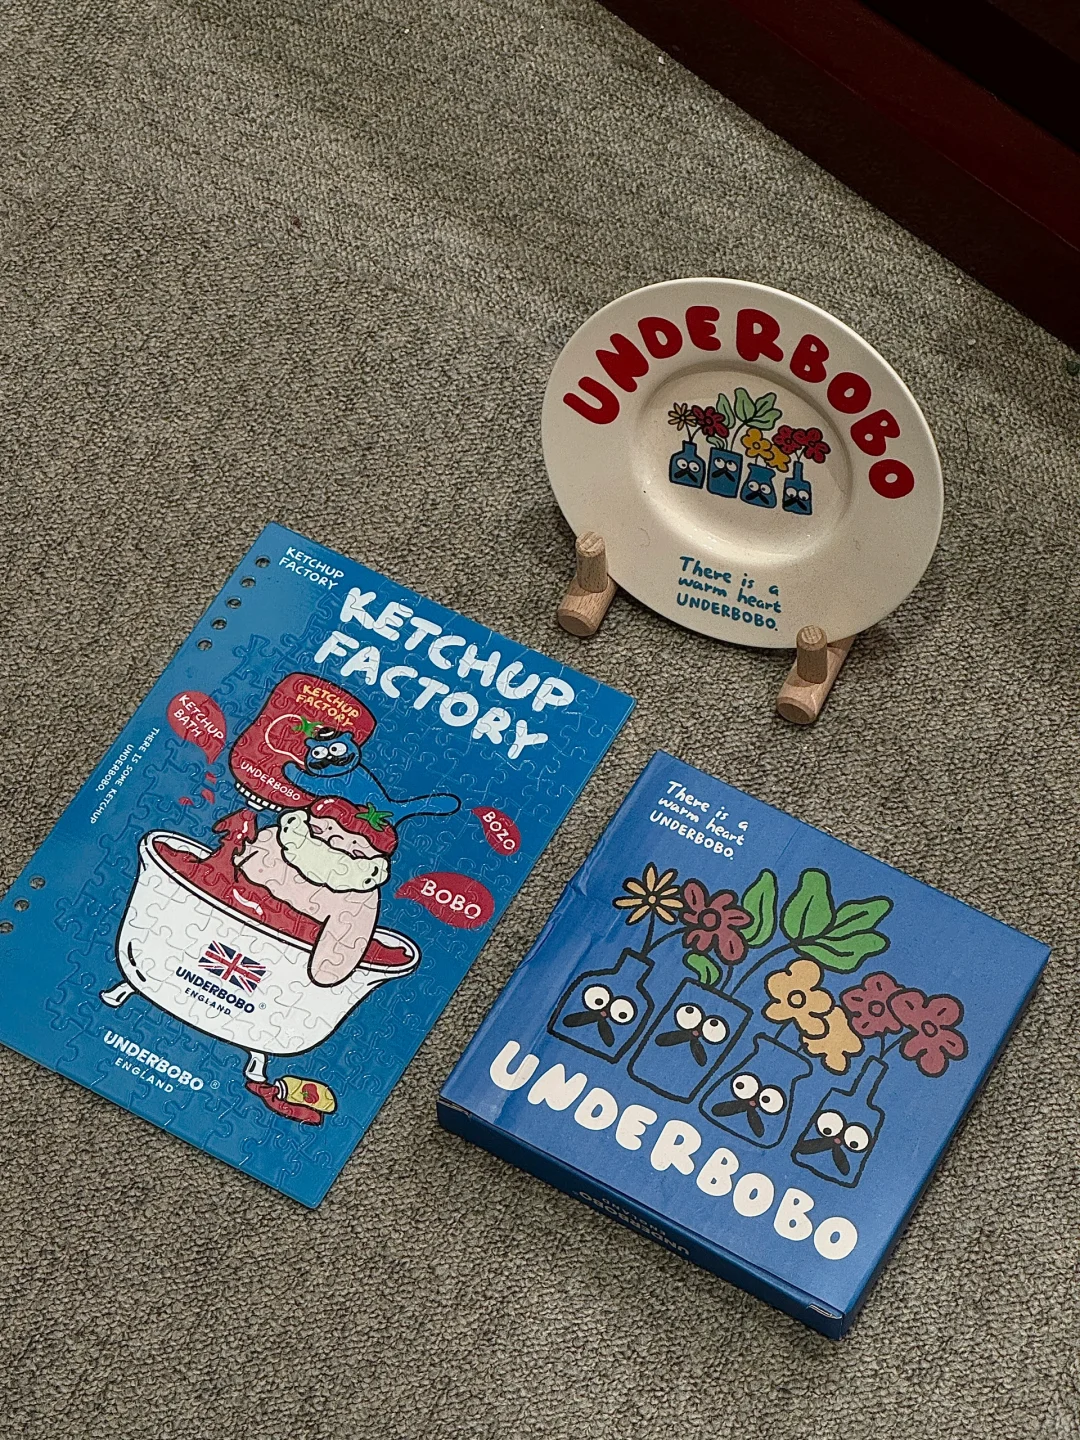 UNDERBOBO
There is a
warm heart
UNDERBOBO.
KETCHUP
FACTORY
KETCHUP
FACTORY
KETCHUP
FACTORY
KETCHUP
BATH
THERE IS SOME KETCHUP
UNDERBOBO.
UNDERBOBO
BOZO
BOBO
UNDERBOBO®
ENGLAND
UNDERBOBO®
ENGLAND
There is a
warm heart
UNDERBOBO.
UNDERBOBO
UNDERBOBO